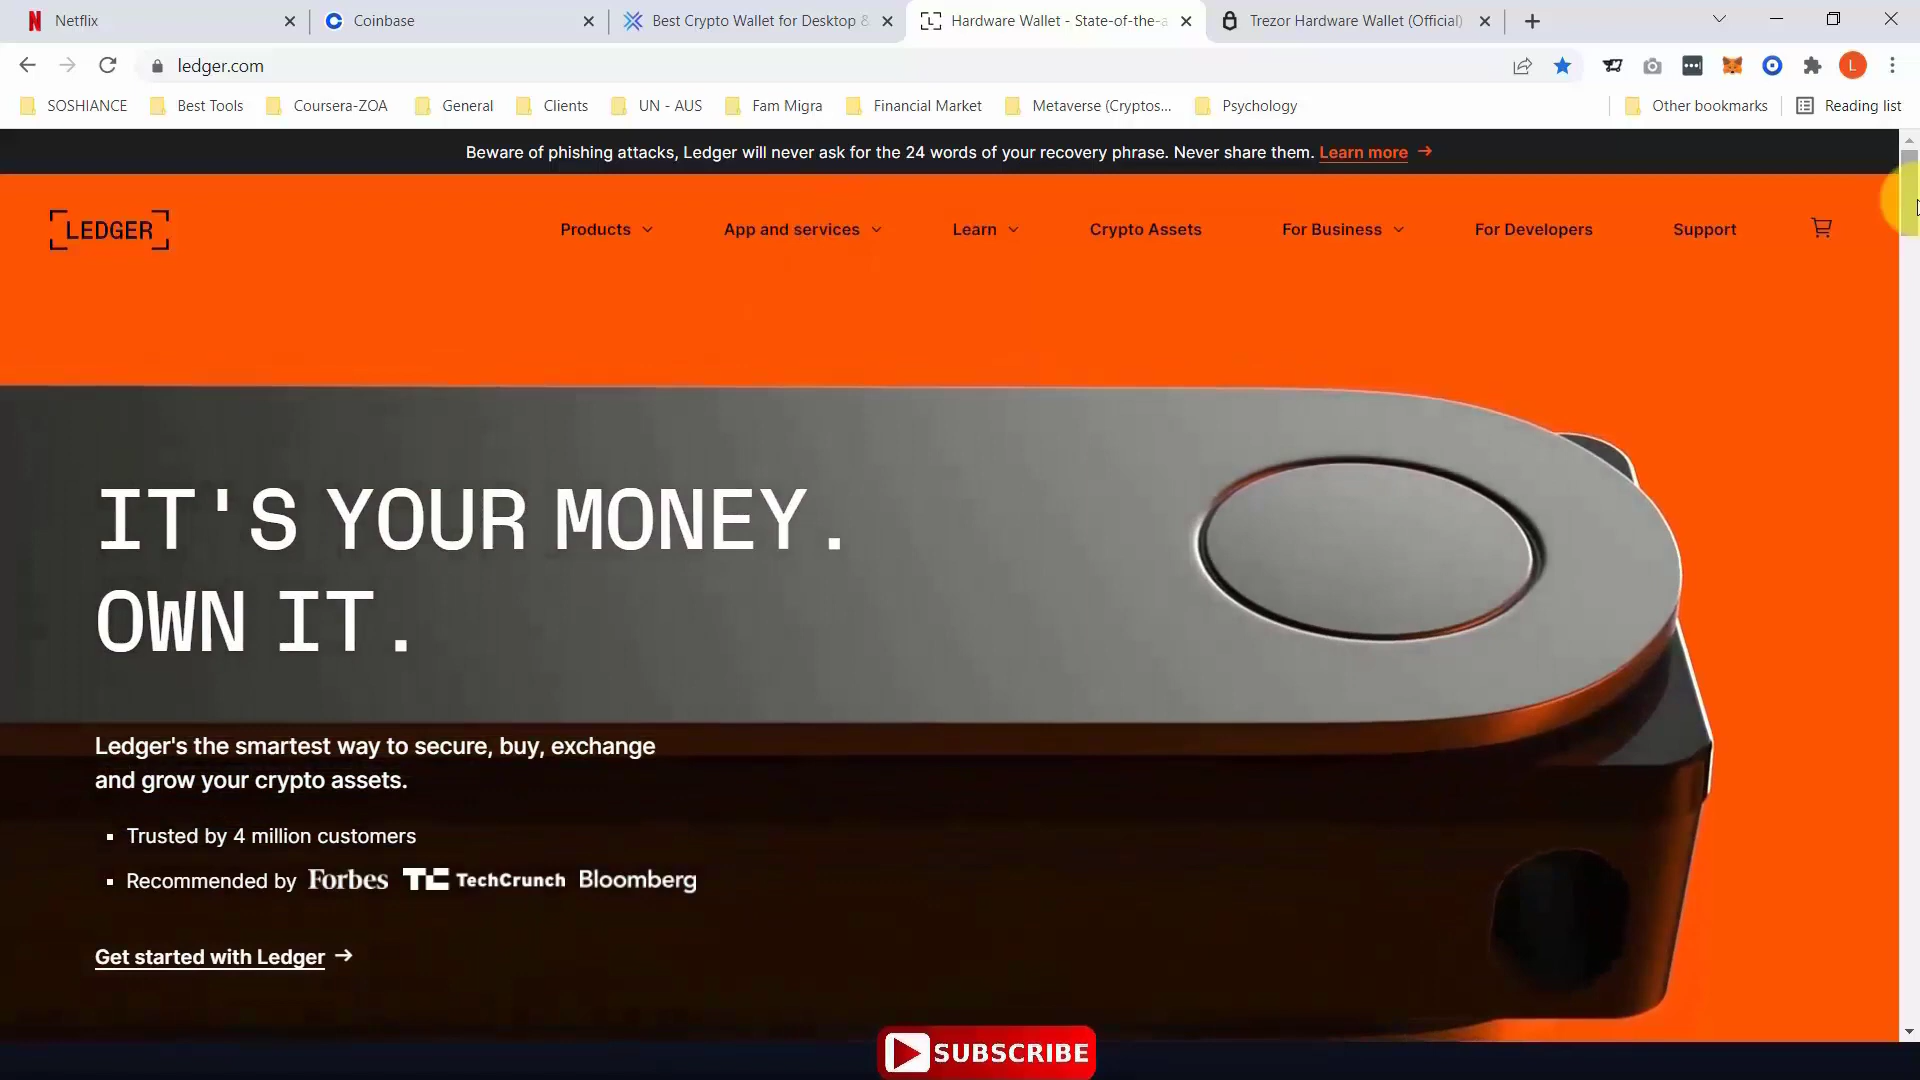 Netflix
Coinbase
Best Crypto Wallet for Desktop &
Hardware Wallet - State-of-the-a
Trezor Hardware Wallet (Official)
ledger.com
L
SOSHIANCE
Best Tools
Coursera-ZOA
General
Clients
UN - AUS
Fam Migra
Financial Market
Metaverse (Cryptos...
Psychology
Other bookmarks
Reading list
Beware of phishing attacks, Ledger will never ask for the 24 words of your recovery phrase. Never share them. Learn more
LEDGER
Products
App and services
Learn
Crypto Assets
For Business
For Developers
Support
IT'S YOUR MONEY.
OWN IT.
Ledger's the smartest way to secure, buy, exchange
and grow your crypto assets.
Trusted by 4 million customers
Recommended by Forbes TC TechCrunch Bloomberg
Get started with Ledger
SUBSCRIBE